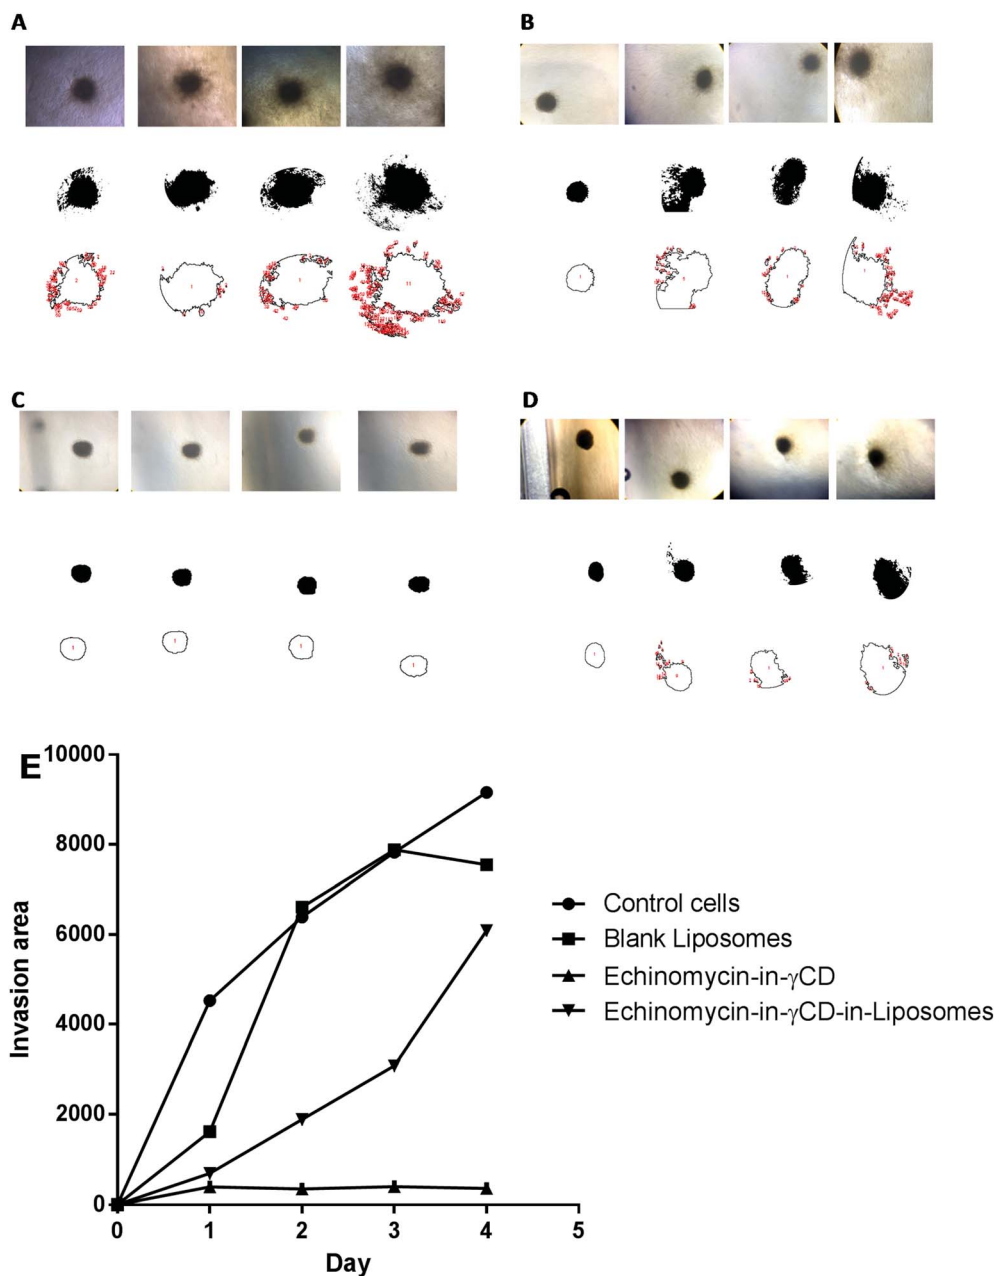 A
B
C
D
E
10000
8000
6000
4000
2000
0
0 1 2 3 4 5
Invasion area
Day
Control cells
Blank Liposomes
Echinomycin-in-γCD
Echinomycin-in-γCD-in-Liposomes